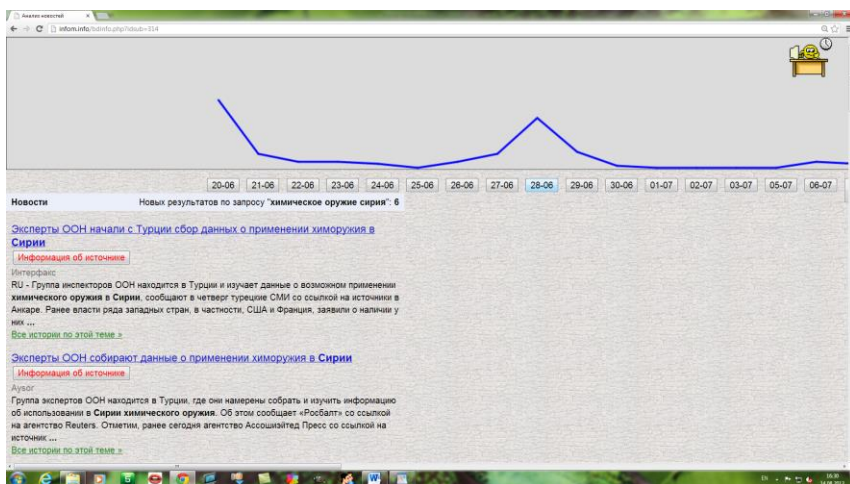 Анализ новостей
infom.info/txtinfo.php?idsub=314
20-06 21-06 22-06 23-06 24-06 25-06 26-06 27-06 28-06 29-06 30-06 01-07 02-07 03-07 05-07 06-07
Новости Новых результатов по запросу "химическое оружие сирия": 6
Эксперты ООН начали с Турции сбор данных о применении химоружия в
Сирии
Информация об источнике
Интерфакс
RU - Группа инспекторов ООН находится в Турции и изучает данные о возможном применении
химического оружия в Сирии, сообщают в четверг турецкие СМИ со ссылкой на источники в
Анкаре. Ранее власти ряда западных стран, в частности, США и Франция, заявили о наличии у
них ...
Все истории по этой теме »
Эксперты ООН собирают данные о применении химоружия в Сирии
Информация об источнике
Aysor
Группа экспертов ООН находится в Турции, где они намерены собрать и изучить информацию
об использовании в Сирии химического оружия. Об этом сообщает «Росбалт» со ссылкой
на агентство Reuters. Отметим, ранее сегодня агентство Ассошиэйтед Пресс со ссылкой на
источник ...
Все истории по этой теме »
EN
16:30